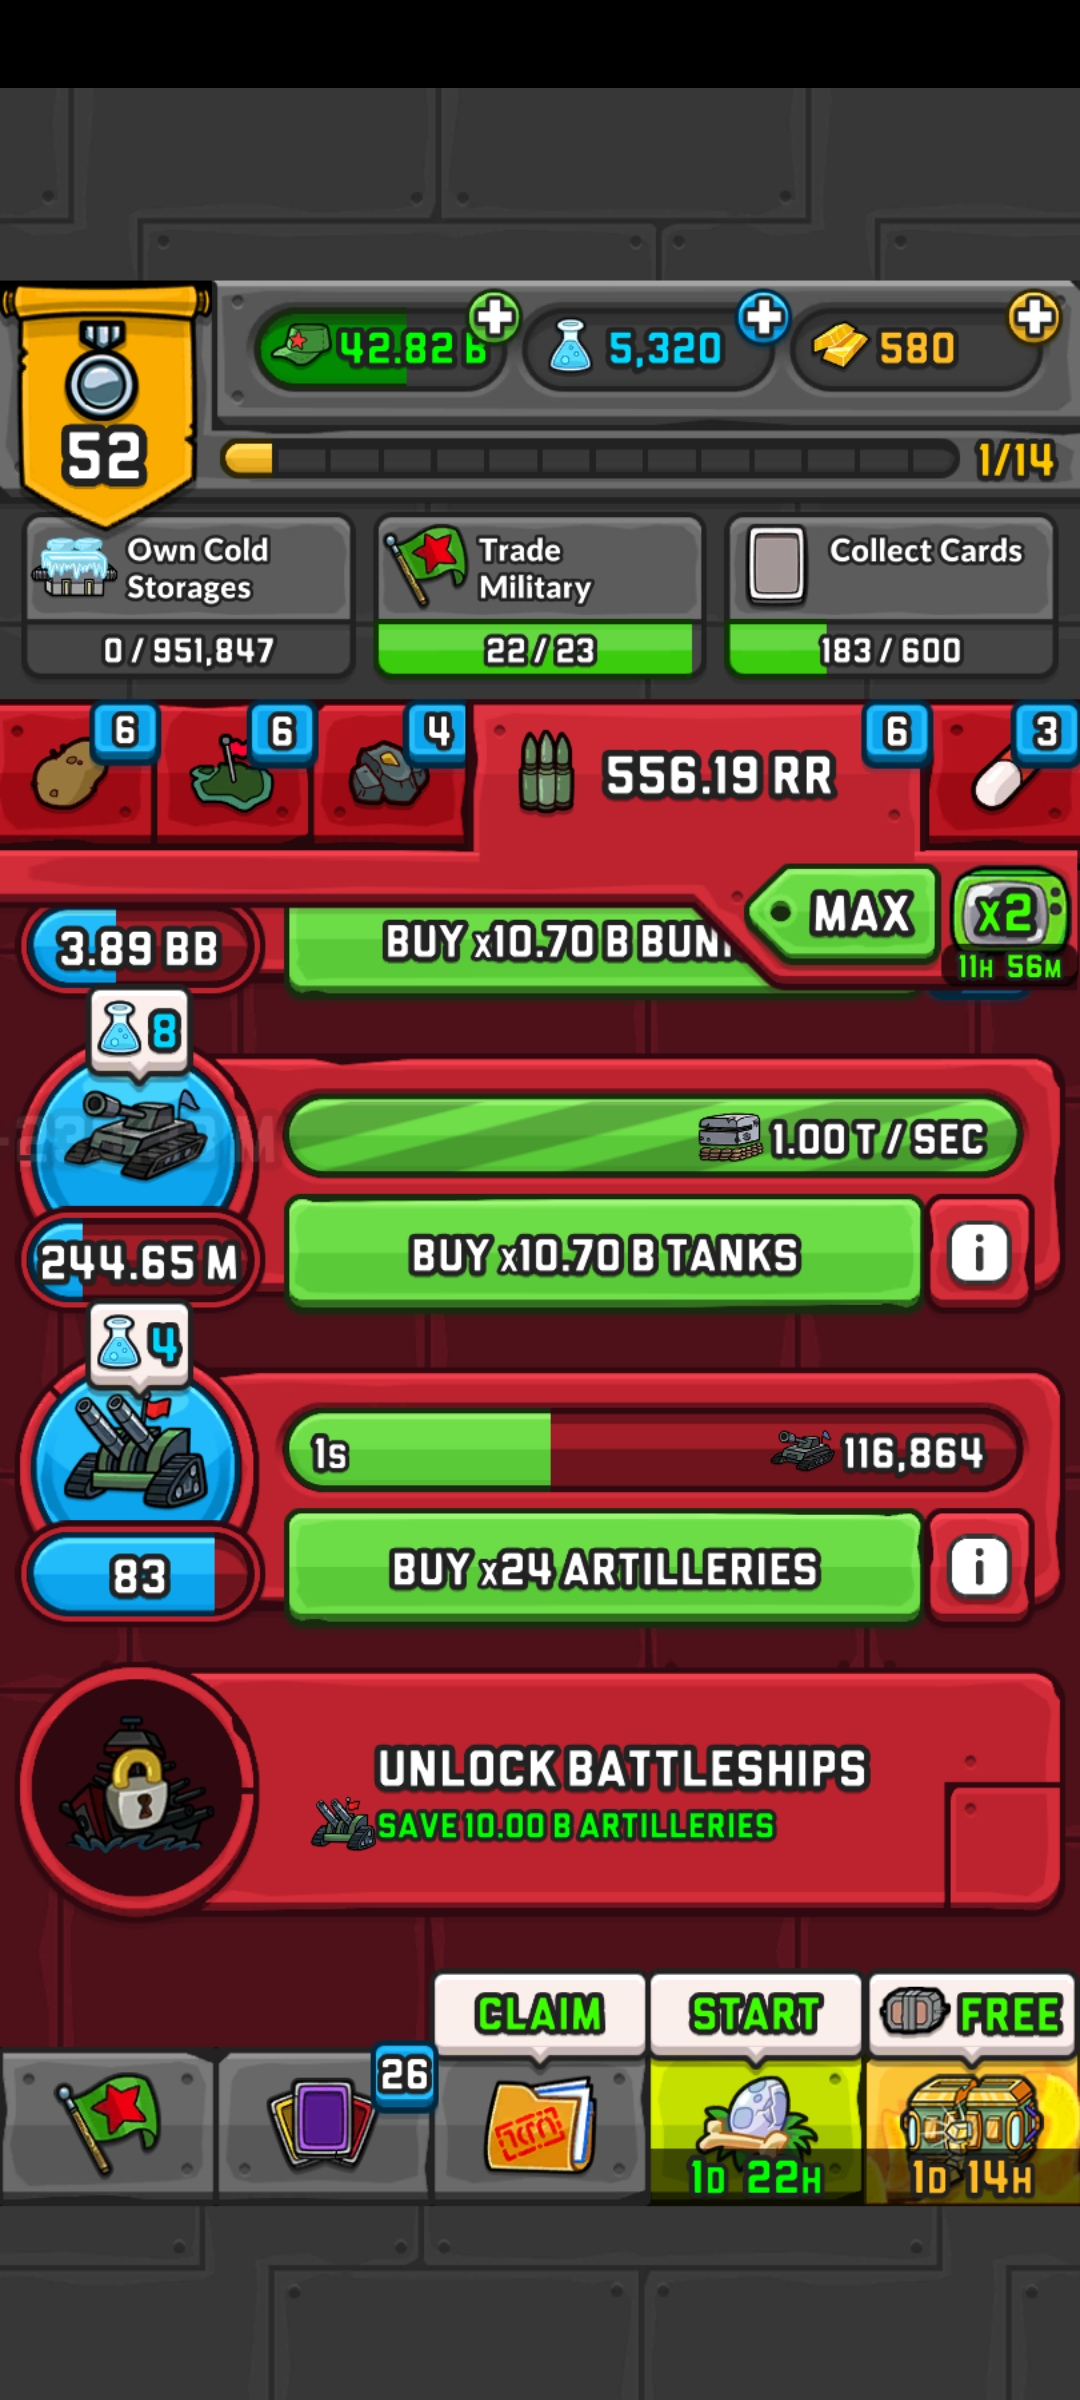 42.82 B
5,320
580
52
1/14
Own Cold
Storages
0 / 951,847
Trade
Military
22 / 23
Collect Cards
183 / 600
6
6
4
556.19 RR
6
3
MAX
x2
11H 56M
3.89 BB
BUY x10.70 B BUN
8
1.00 T / SEC
244.65 M
BUY x10.70 B TANKS
i
4
1s
116,864
83
BUY x24 ARTILLERIES
i
UNLOCK BATTLESHIPS
SAVE 10.00 B ARTILLERIES
CLAIM
START
FREE
26
1D 22H
1D 14H